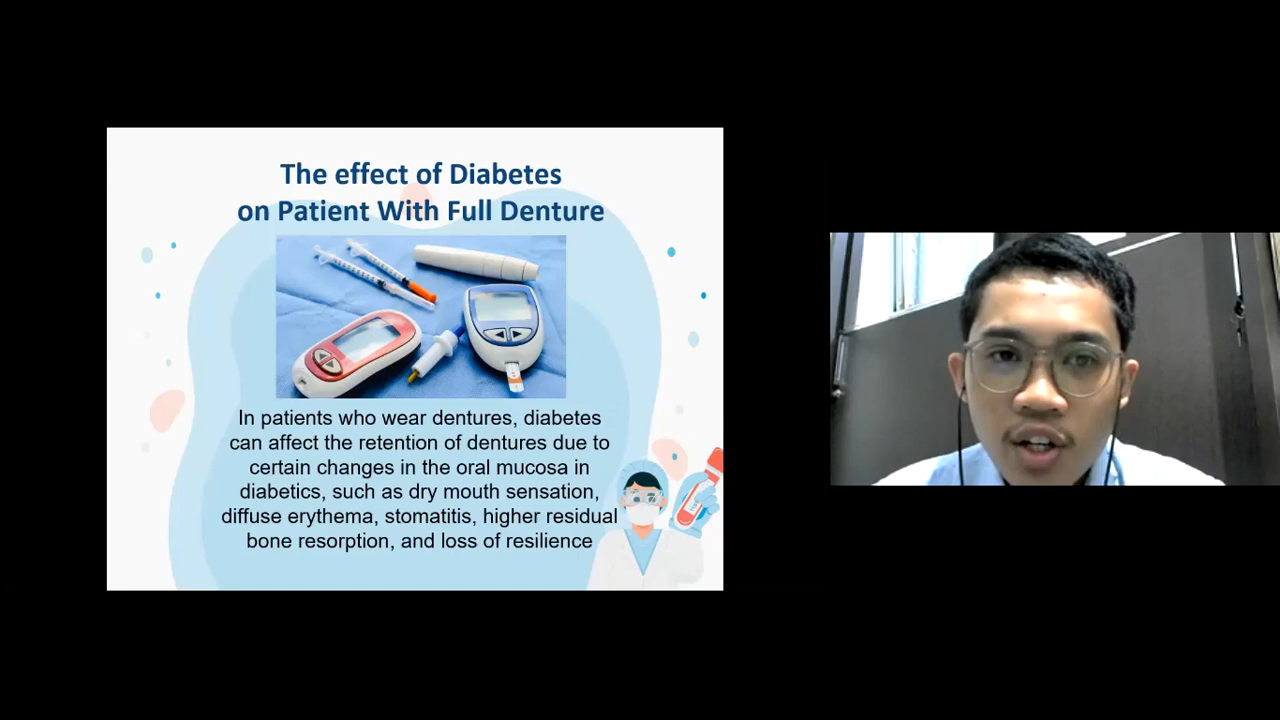 The effect of Diabetes
on Patient With Full Denture
In patients who wear dentures, diabetes
can affect the retention of dentures due to
certain changes in the oral mucosa in
diabetics, such as dry mouth sensation,
diffuse erythema, stomatitis, higher residual
bone resorption, and loss of resilience